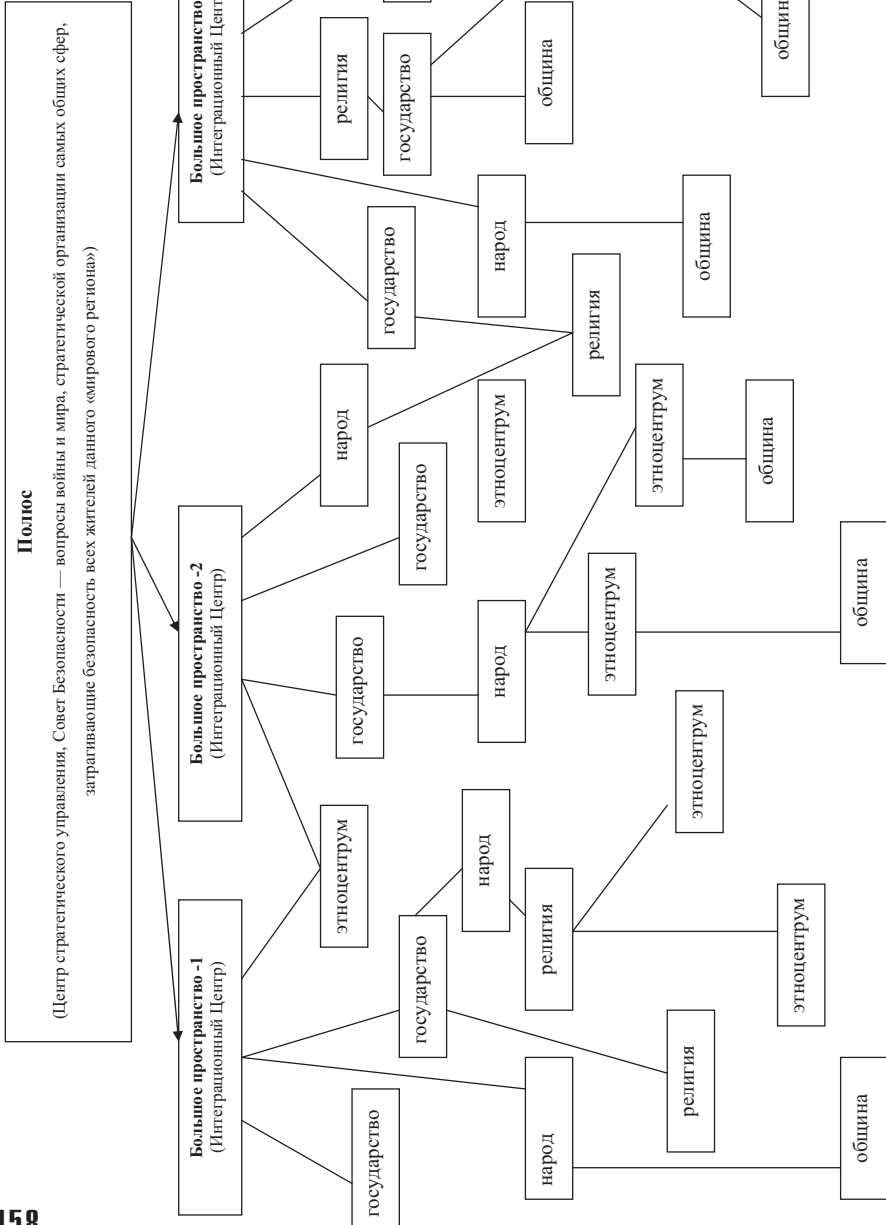 Полюс
(Центр стратегического управления, Совет Безопасности — вопросы войны и мира, стратегической организации самых общих сфер,
затрагивающие безопасность всех жителей данного «мирового региона»)
Большое пространство -1
(Интеграционный Центр)
Большое пространство -2
(Интеграционный Центр)
Большое пространство
(Интеграционный Цент
государство
этноцентрум
народ
религия
государство
государство
государство
государство
государство
народ
народ
религия
народ
этноцентрум
народ
община
религия
этноцентрум
религия
этноцентрум
этноцентрум
община
этноцентрум
община
общин
община
община
158